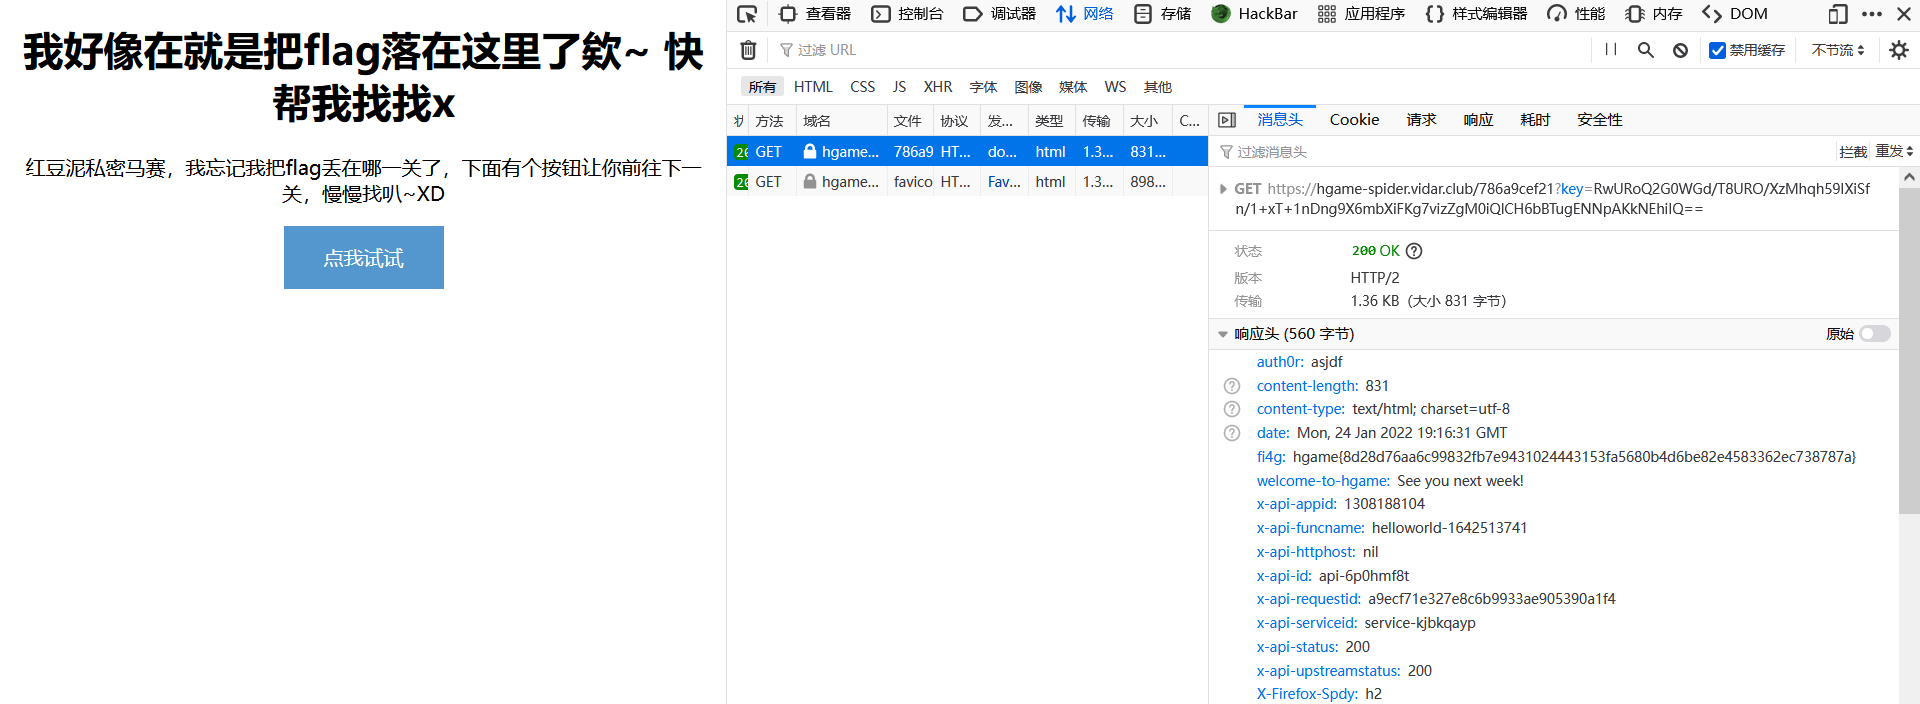 我好像在就是把flag落在这里了欸~ 快
帮我找找x
红豆泥私密马赛，我忘记我把flag丢在哪一关了，下面有个按钮让你前往下一
关，慢慢找叭~XD
点我试试
查看器 控制台 调试器 网络 存储 HackBar 应用程序 样式编辑器 性能 内存 DOM
过滤 URL 禁用缓存 不节流
所有 HTML CSS JS XHR 字体 图像 媒体 WS 其他
方法 域名 文件 协议 发... 类型 传输 大小 C...
GET hgame... 786a9 HT... do... html 1.3... 831...
GET hgame... favico HT... Fav... html 1.3... 898...
消息头 Cookie 请求 响应 耗时 安全性
过滤消息头 拦截 重发
GET https://hgame-spider.vidar.club/786a9cef21?key=RwURoQ2G0WGd/T8URO/XzMhqh59IXiSf
n/1+xT+1nDng9X6mbXiFKg7vizZgM0iQlCH6bBTugENNpAKkNEhiIQ==
状态 200 OK
版本 HTTP/2
传输 1.36 KB（大小 831 字节）
响应头 (560 字节) 原始
auth0r: asjdf
content-length: 831
content-type: text/html; charset=utf-8
date: Mon, 24 Jan 2022 19:16:31 GMT
fi4g: hgame{8d28d76aa6c99832fb7e9431024443153fa5680b4d6be82e4583362ec738787a}
welcome-to-hgame: See you next week!
x-api-appid: 1308188104
x-api-funcname: helloworld-1642513741
x-api-httphost: nil
x-api-id: api-6p0hmf8t
x-api-requestid: a9ecf71e327e8c6b9933ae905390a1f4
x-api-serviceid: service-kjbkqayp
x-api-status: 200
x-api-upstreamstatus: 200
X-Firefox-Spdy: h2